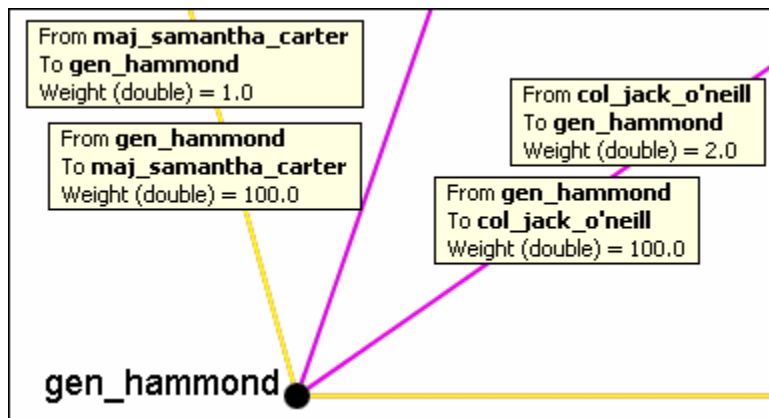 From maj_samantha_carter
To gen_hammond
Weight (double) = 1.0
From gen_hammond
To maj_samantha_carter
Weight (double) = 100.0
From col_jack_o'neill
To gen_hammond
Weight (double) = 2.0
From gen_hammond
To col_jack_o'neill
Weight (double) = 100.0
gen_hammond